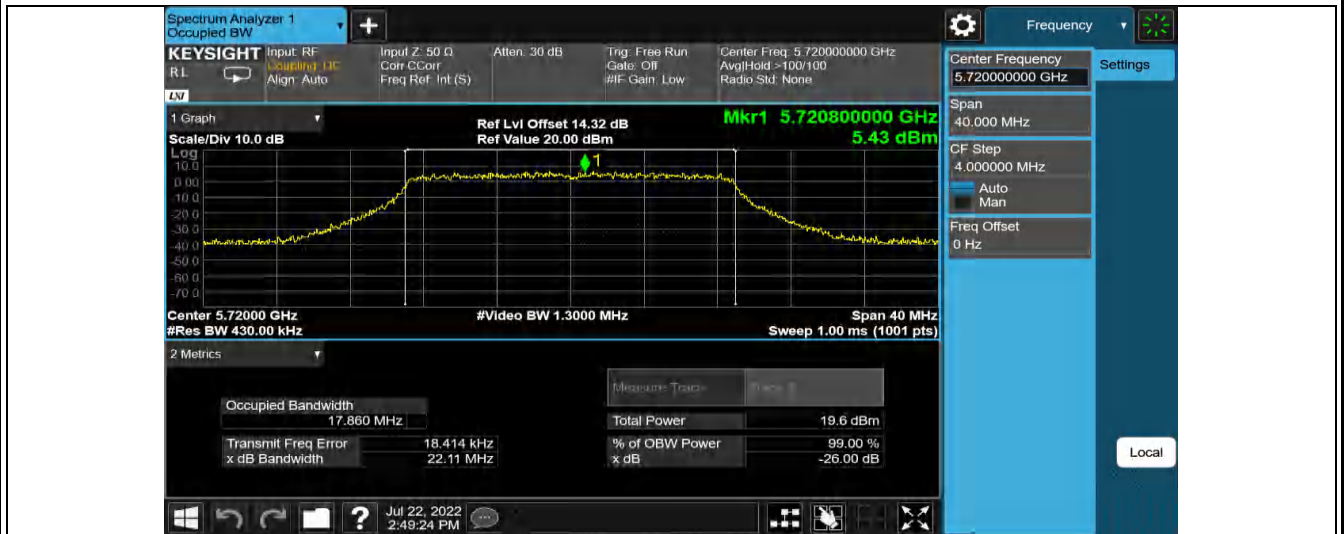 Spectrum Analyzer 1
Occupied BW
+
Frequency
KEYSIGHT Input: RF Input Z: 50 Ω Atten: 30 dB Trig: Free Run Center Freq: 5.720000000 GHz
RL Coupling: DC Corr CCorr Gate: Off Avg|Hold:>100/100
Align: Auto Freq Ref: Int (S) #IF Gain: Low Radio Std: None
LXI
Center Frequency
5.720000000 GHz
Settings
Span
40.000 MHz
CF Step
4.000000 MHz
Auto
Man
Freq Offset
0 Hz
1 Graph
Scale/Div 10.0 dB
Ref Lvl Offset 14.32 dB
Ref Value 20.00 dBm
Mkr1 5.720800000 GHz
5.43 dBm
Log
10.0
0.00
-10.0
-20.0
-30.0
-40.0
-50.0
-60.0
-70.0
1
Center 5.72000 GHz #Video BW 1.3000 MHz Span 40 MHz
#Res BW 430.00 kHz Sweep 1.00 ms (1001 pts)
2 Metrics
Measure Trace
Occupied Bandwidth
17.860 MHz
Total Power 19.6 dBm
Transmit Freq Error 18.414 kHz % of OBW Power 99.00 %
x dB Bandwidth 22.11 MHz x dB -26.00 dB
Local
? Jul 22, 2022
2:49:24 PM